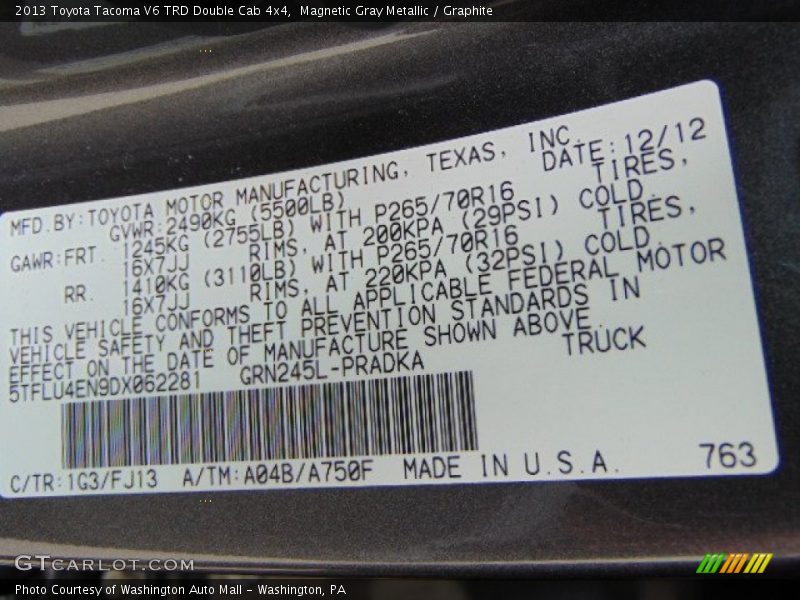 2013 Toyota Tacoma V6 TRD Double Cab 4x4,  Magnetic Gray Metallic / Graphite
MFD.BY:TOYOTA MOTOR MANUFACTURING, TEXAS, INC.
DATE:12/12
GVWR:2490KG (5500LB)
GAWR:FRT. 1245KG (2755LB) WITH P265/70R16 TIRES,
16X7JJ RIMS, AT 200KPA (29PSI) COLD.
RR. 1410KG (3110LB) WITH P265/70R16 TIRES,
16X7JJ RIMS, AT 220KPA (32PSI) COLD.
THIS VEHICLE CONFORMS TO ALL APPLICABLE FEDERAL MOTOR
VEHICLE SAFETY AND THEFT PREVENTION STANDARDS IN
EFFECT ON THE DATE OF MANUFACTURE SHOWN ABOVE.
5TFLU4EN9DX062281 GRN245L-PRADKA TRUCK
C/TR:1G3/FJ13 A/TM:A04B/A750F MADE IN U.S.A. 763
GTCARLOT.COM
Photo Courtesy of Washington Auto Mall - Washington, PA